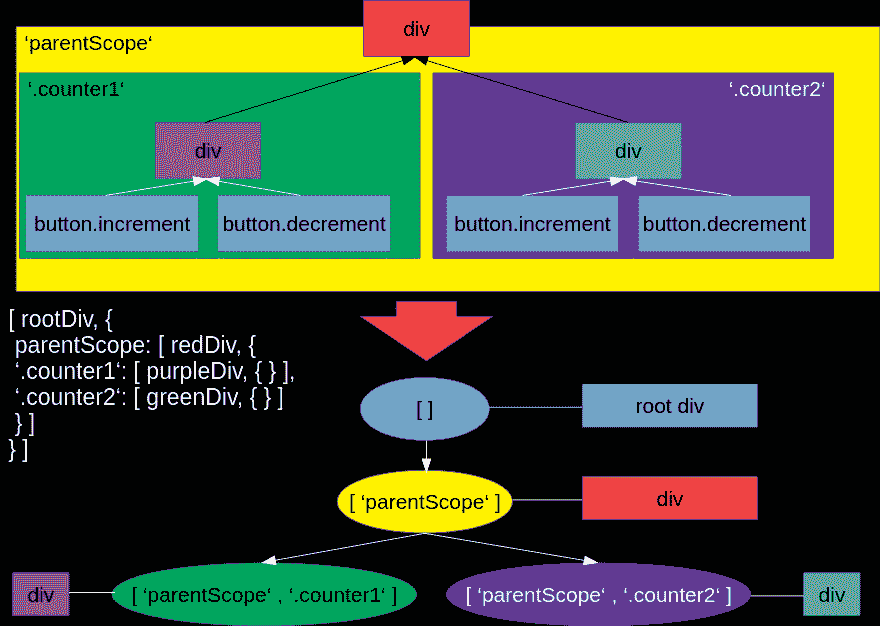 div
‘parentScope‘
‘.counter1‘
‘.counter2‘
div
div
button.increment
button.decrement
button.increment
button.decrement
[ rootDiv, {
parentScope: [ redDiv, {
‘.counter1‘: [ purpleDiv, { } ],
‘.counter2‘: [ greenDiv, { } ]
} ]
} ]
[ ]
root div
[ ‘parentScope‘ ]
div
div
[ ‘parentScope‘ , ‘.counter1‘ ]
[ ‘parentScope‘ , ‘.counter2‘ ]
div